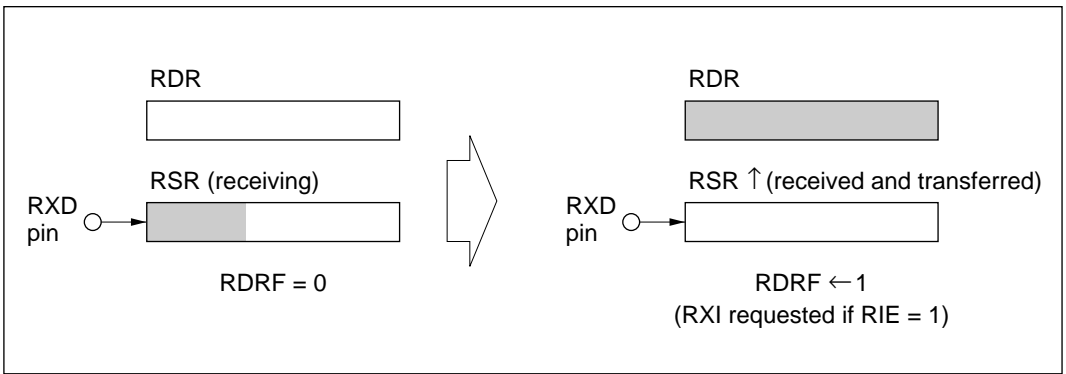 RDR
RSR (receiving)
RXD
pin
RDRF = 0
RDR
RSR ↑ (received and transferred)
RXD
pin
RDRF ← 1
(RXI requested if RIE = 1)